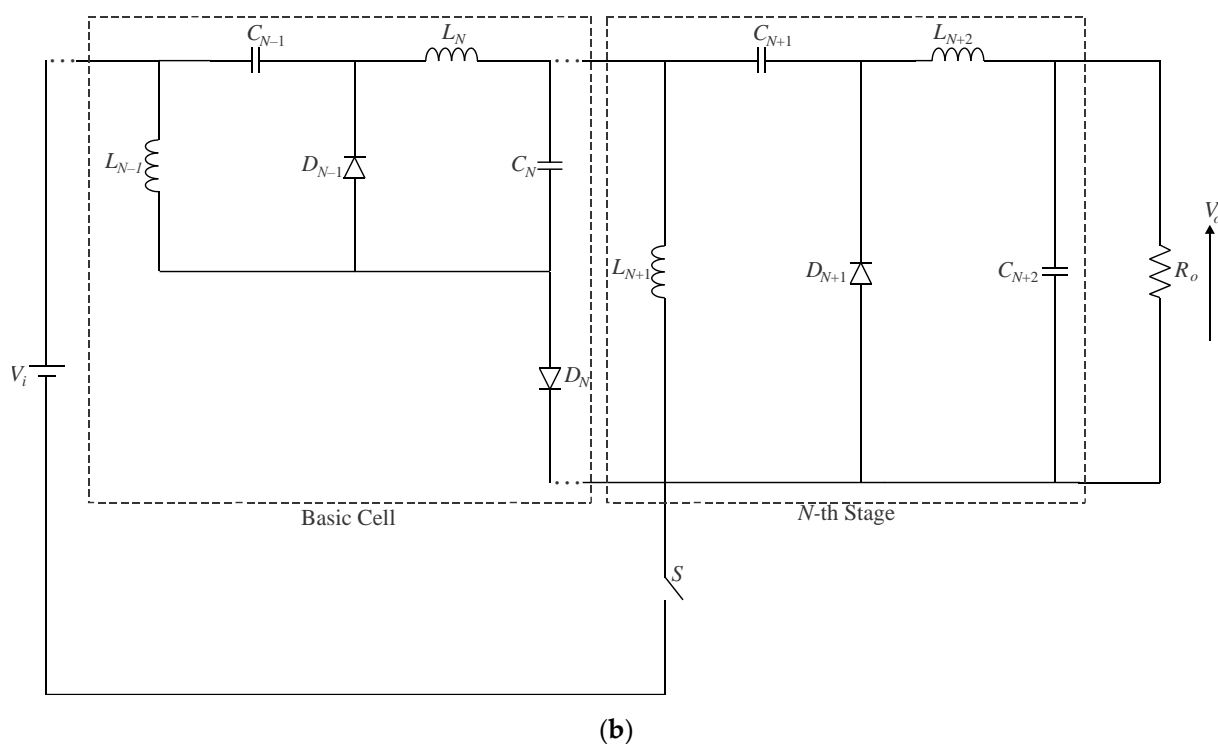 C_{N–1}
L_N
C_{N+1}
L_{N+2}
L_{N–1}
D_{N–1}
C_N
V_o
L_{N+1}
D_{N+1}
C_{N+2}
R_o
V_i
D_N
Basic Cell
N-th Stage
S
(b)